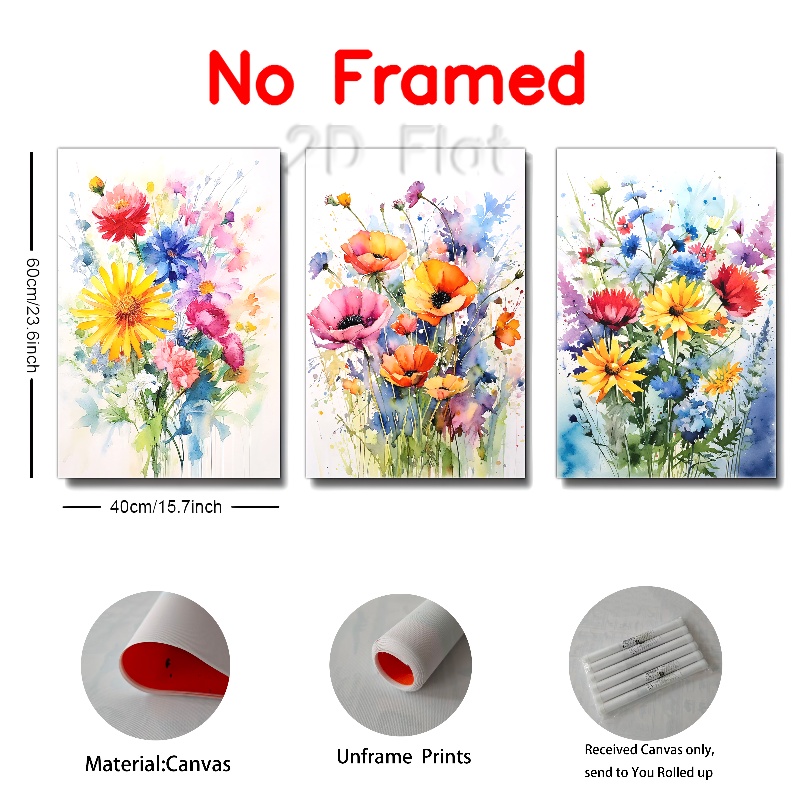 No Framed
2D Flat
60cm/23.6inch
40cm/15.7inch
Material:Canvas
Unframe Prints
Received Canvas only,
send to You Rolled up